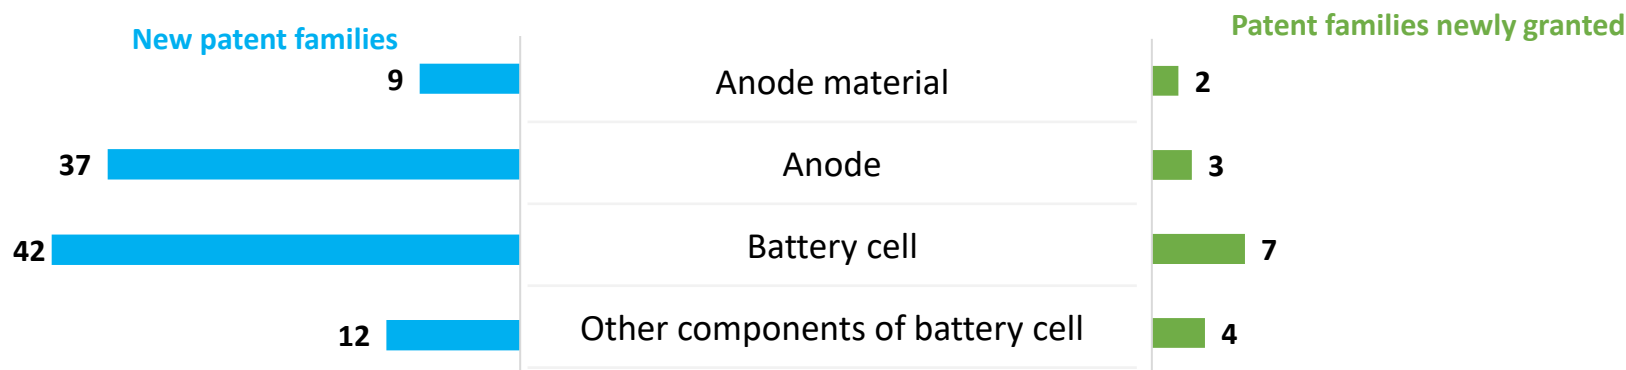 New patent families
Patent families newly granted
9 Anode material 2
37 Anode 3
42 Battery cell 7
12 Other components of battery cell 4